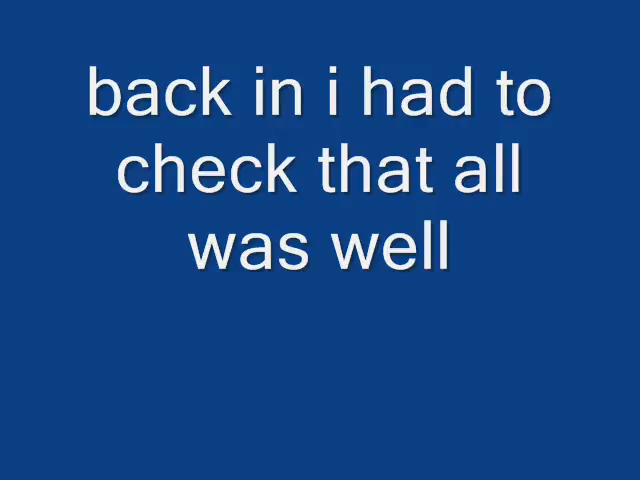 back in i had to
check that all
was well